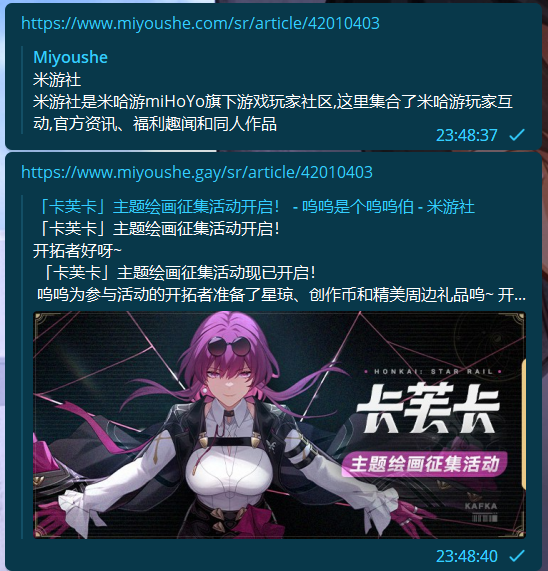 https://www.miyoushe.com/sr/article/42010403
Miyoushe
米游社
米游社是米哈游miHoYo旗下游戏玩家社区,这里集合了米哈游玩家互
动,官方资讯、福利趣闻和同人作品
23:48:37
https://www.miyoushe.gay/sr/article/42010403
「卡芙卡」主题绘画征集活动开启！ - 呜呜是个呜呜伯 - 米游社
「卡芙卡」主题绘画征集活动开启！
开拓者好呀~
「卡芙卡」主题绘画征集活动现已开启！
呜呜为参与活动的开拓者准备了星琼、创作币和精美周边礼品呜~ 开...
HONKAI: STAR RAIL
卡芙卡
主题绘画征集活动
KAFKA
23:48:40